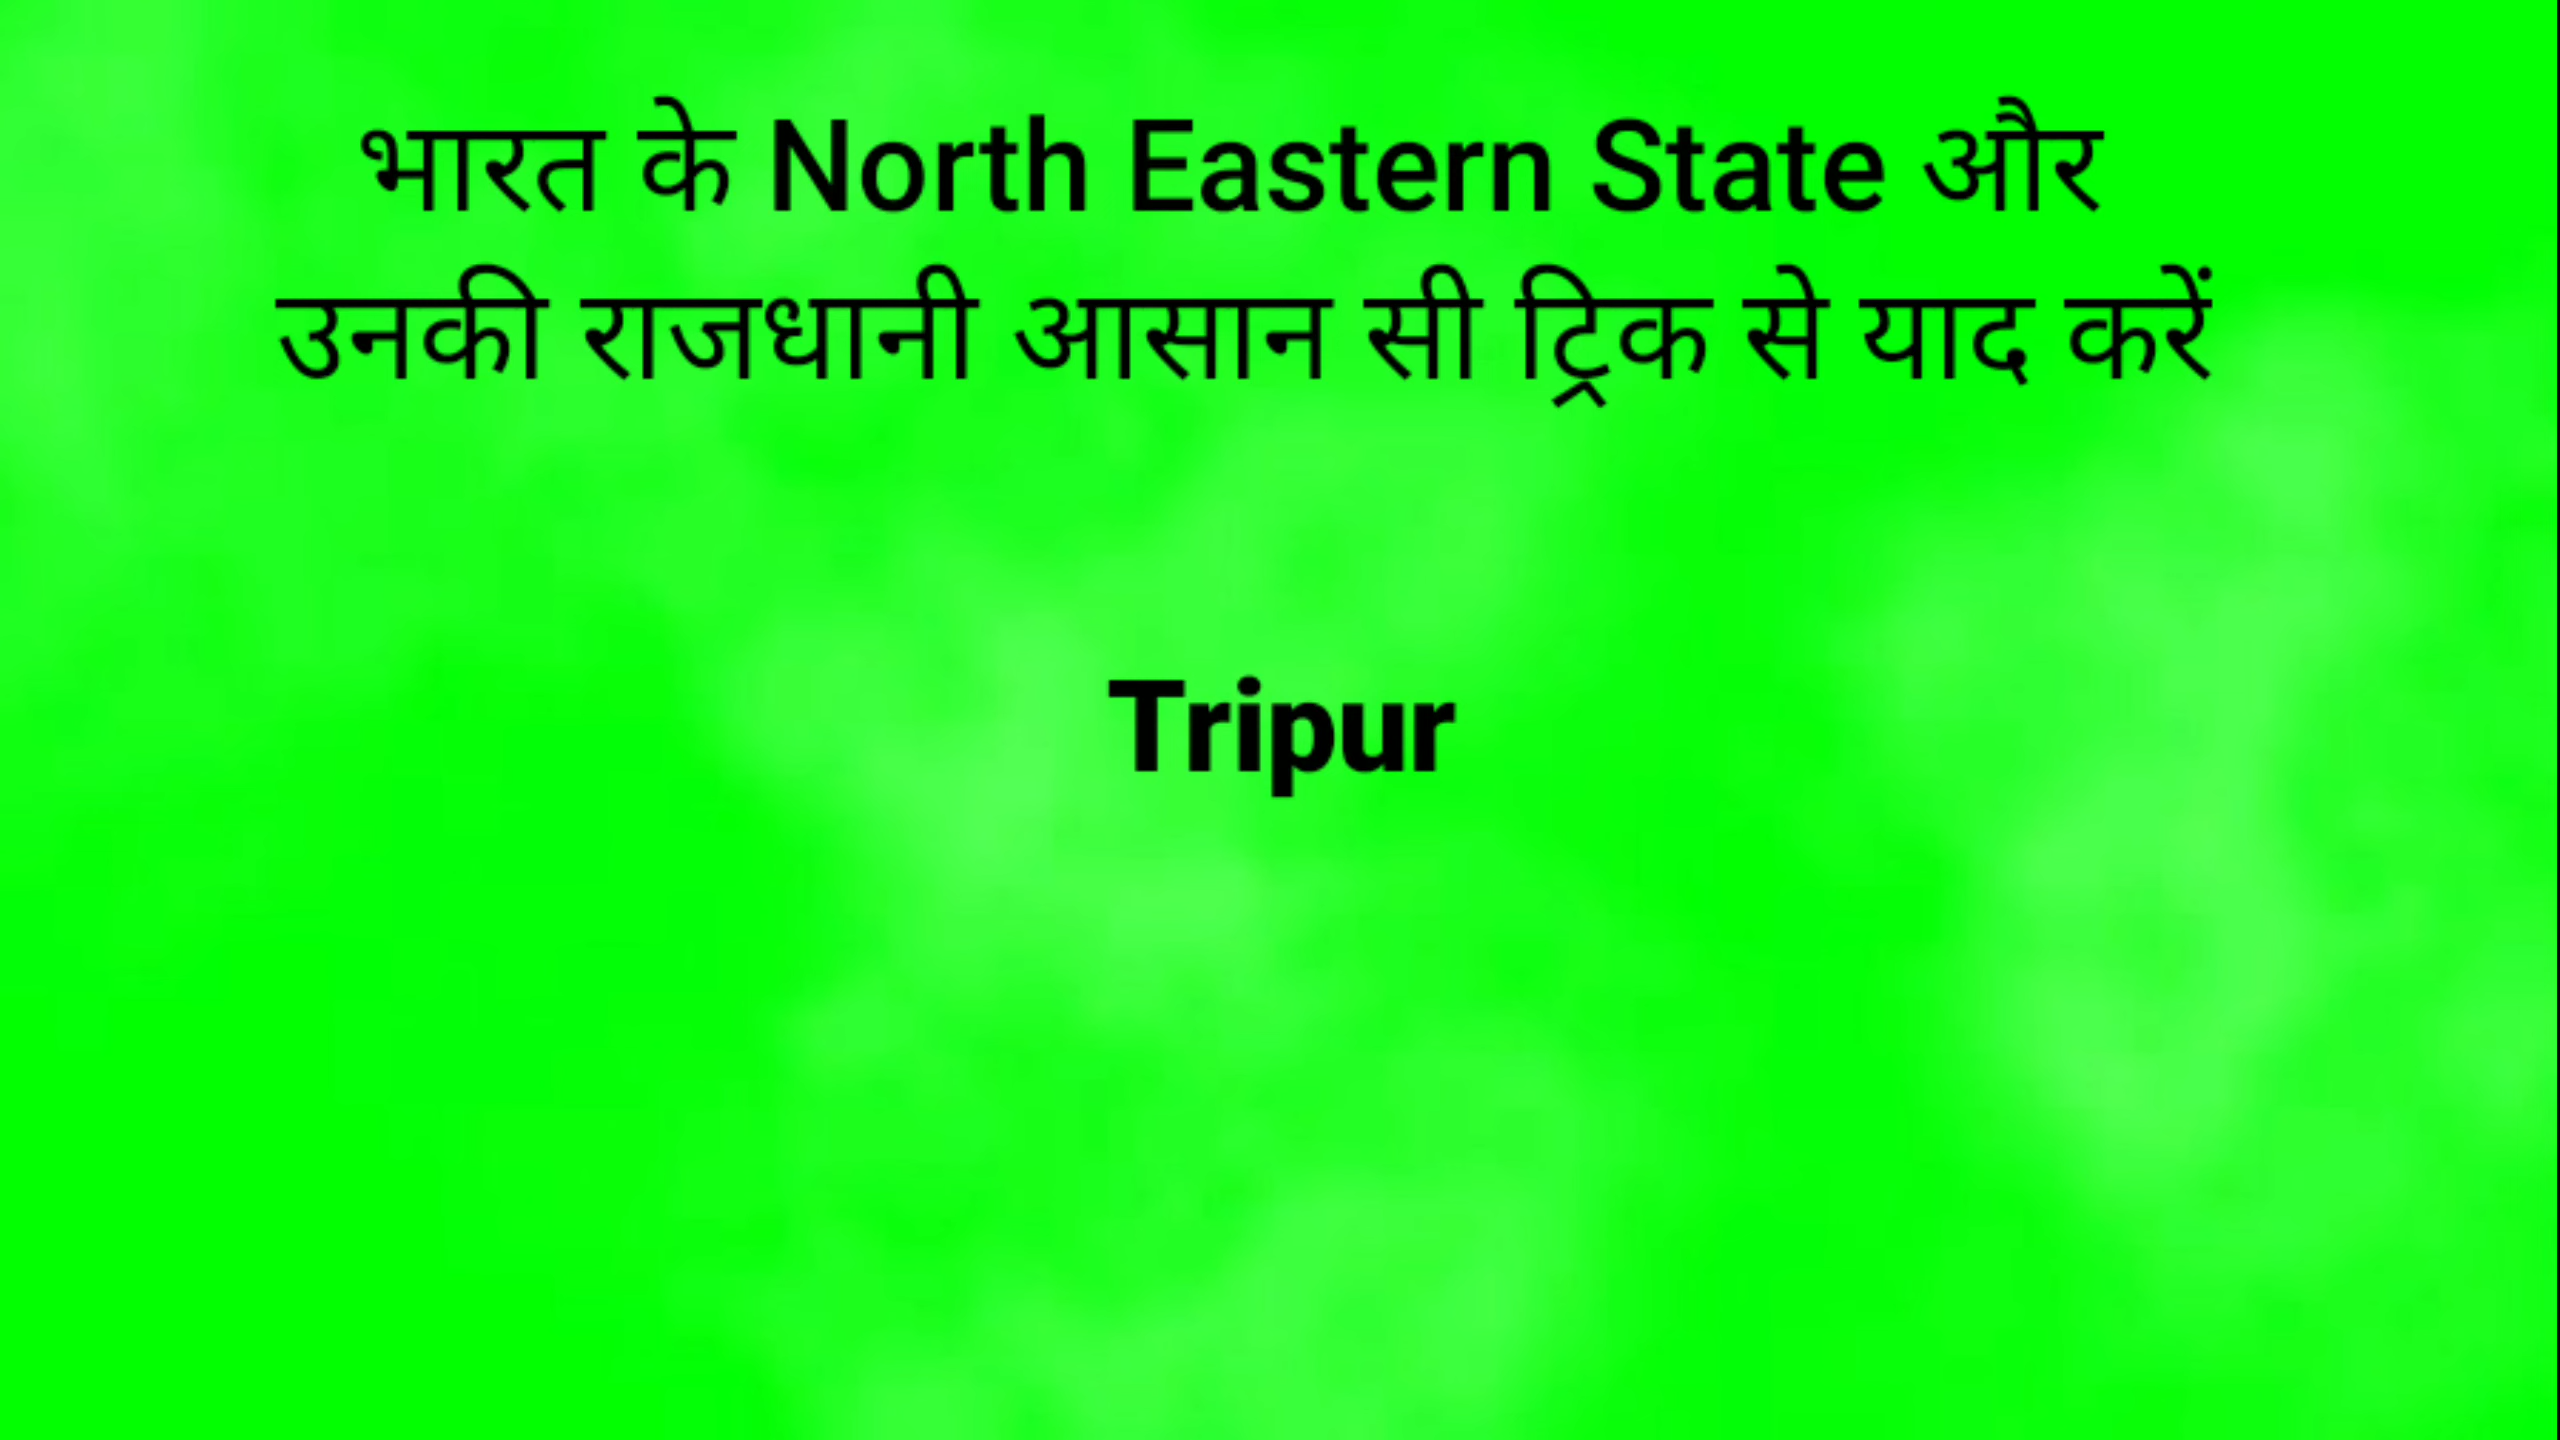 भारत के North Eastern State और
उनकी राजधानी आसान सी ट्रिक से याद करें
Tripur